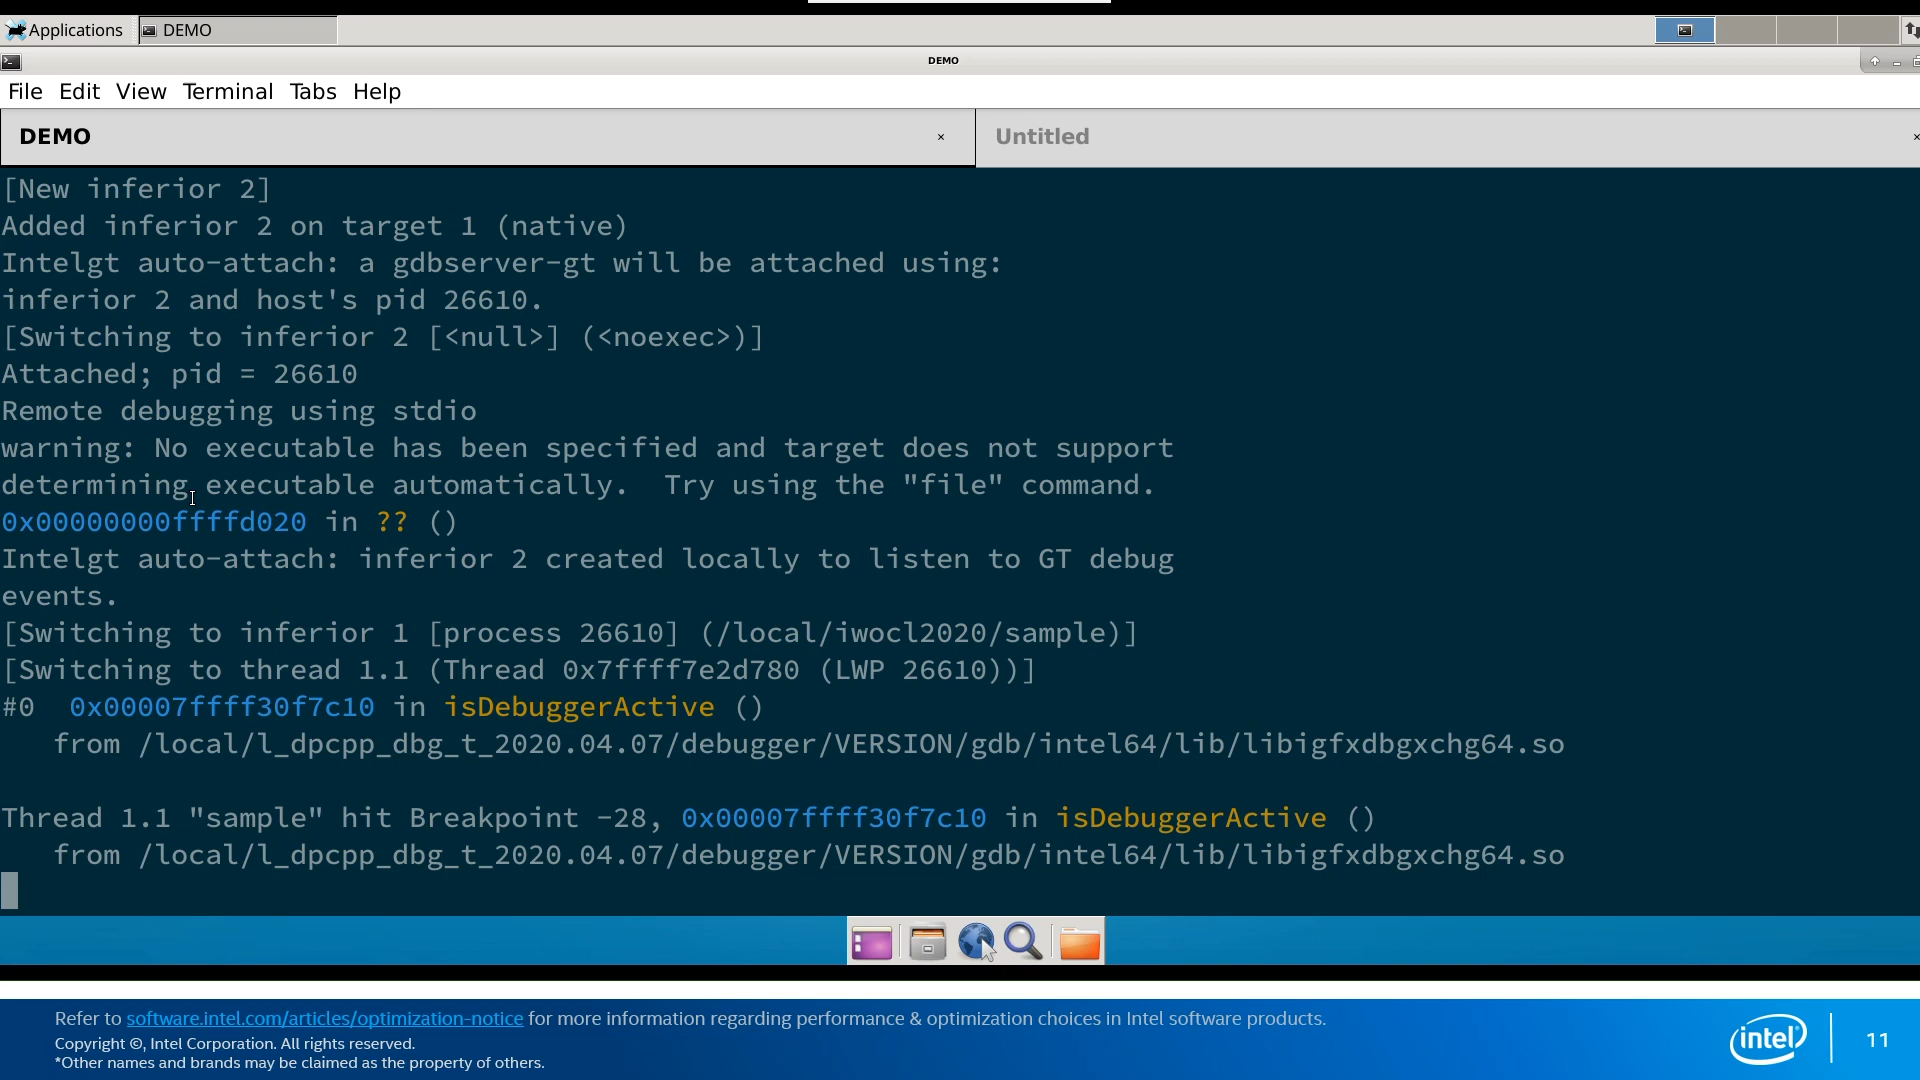 Applications
DEMO
DEMO
File Edit View Terminal Tabs Help
DEMO
Untitled
[New inferior 2]
Added inferior 2 on target 1 (native)
Intelgt auto-attach: a gdbserver-gt will be attached using:
inferior 2 and host's pid 26610.
[Switching to inferior 2 [<null>] (<noexec>)]
Attached; pid = 26610
Remote debugging using stdio
warning: No executable has been specified and target does not support
determining executable automatically.  Try using the "file" command.
0x00000000ffffd020 in ?? ()
Intelgt auto-attach: inferior 2 created locally to listen to GT debug
events.
[Switching to inferior 1 [process 26610] (/local/iwocl2020/sample)]
[Switching to thread 1.1 (Thread 0x7ffff7e2d780 (LWP 26610))]
#0  0x00007ffff30f7c10 in isDebuggerActive ()
   from /local/l_dpcpp_dbg_t_2020.04.07/debugger/VERSION/gdb/intel64/lib/libigfxdbgxchg64.so
Thread 1.1 "sample" hit Breakpoint -28, 0x00007ffff30f7c10 in isDebuggerActive ()
   from /local/l_dpcpp_dbg_t_2020.04.07/debugger/VERSION/gdb/intel64/lib/libigfxdbgxchg64.so
Refer to software.intel.com/articles/optimization-notice for more information regarding performance & optimization choices in Intel software products.
Copyright ©, Intel Corporation. All rights reserved.
*Other names and brands may be claimed as the property of others.
intel
11